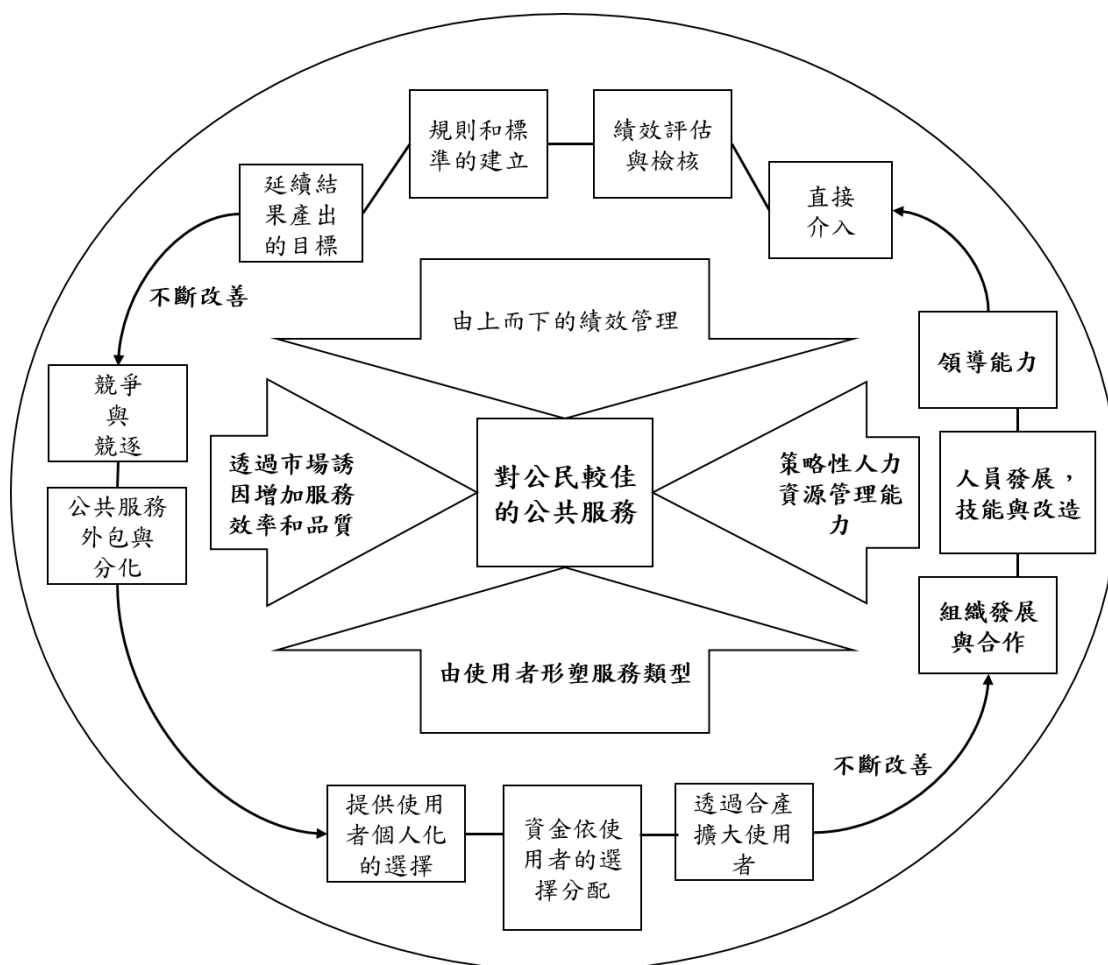 規則和標
準的建立
績效評估
與檢核
延續結
果產出
的目標
直接
介入
不斷改善
由上而下的績效管理
競爭
與
競逐
領導能力
透過市場誘
因增加服務
效率和品質
對公民較佳
的公共服務
策略性人力
資源管理能
力
人員發展，
技能與改造
公共服務
外包與
分化
組織發展
與合作
由使用者形塑服務類型
不斷改善
提供使用
者個人化
的選擇
資金依使
用者的選
擇分配
透過合產
擴大使用
者